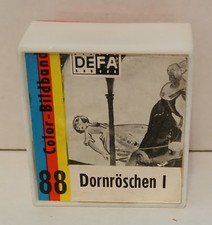 DEFA
Color-Bildband
88
Dornröschen I